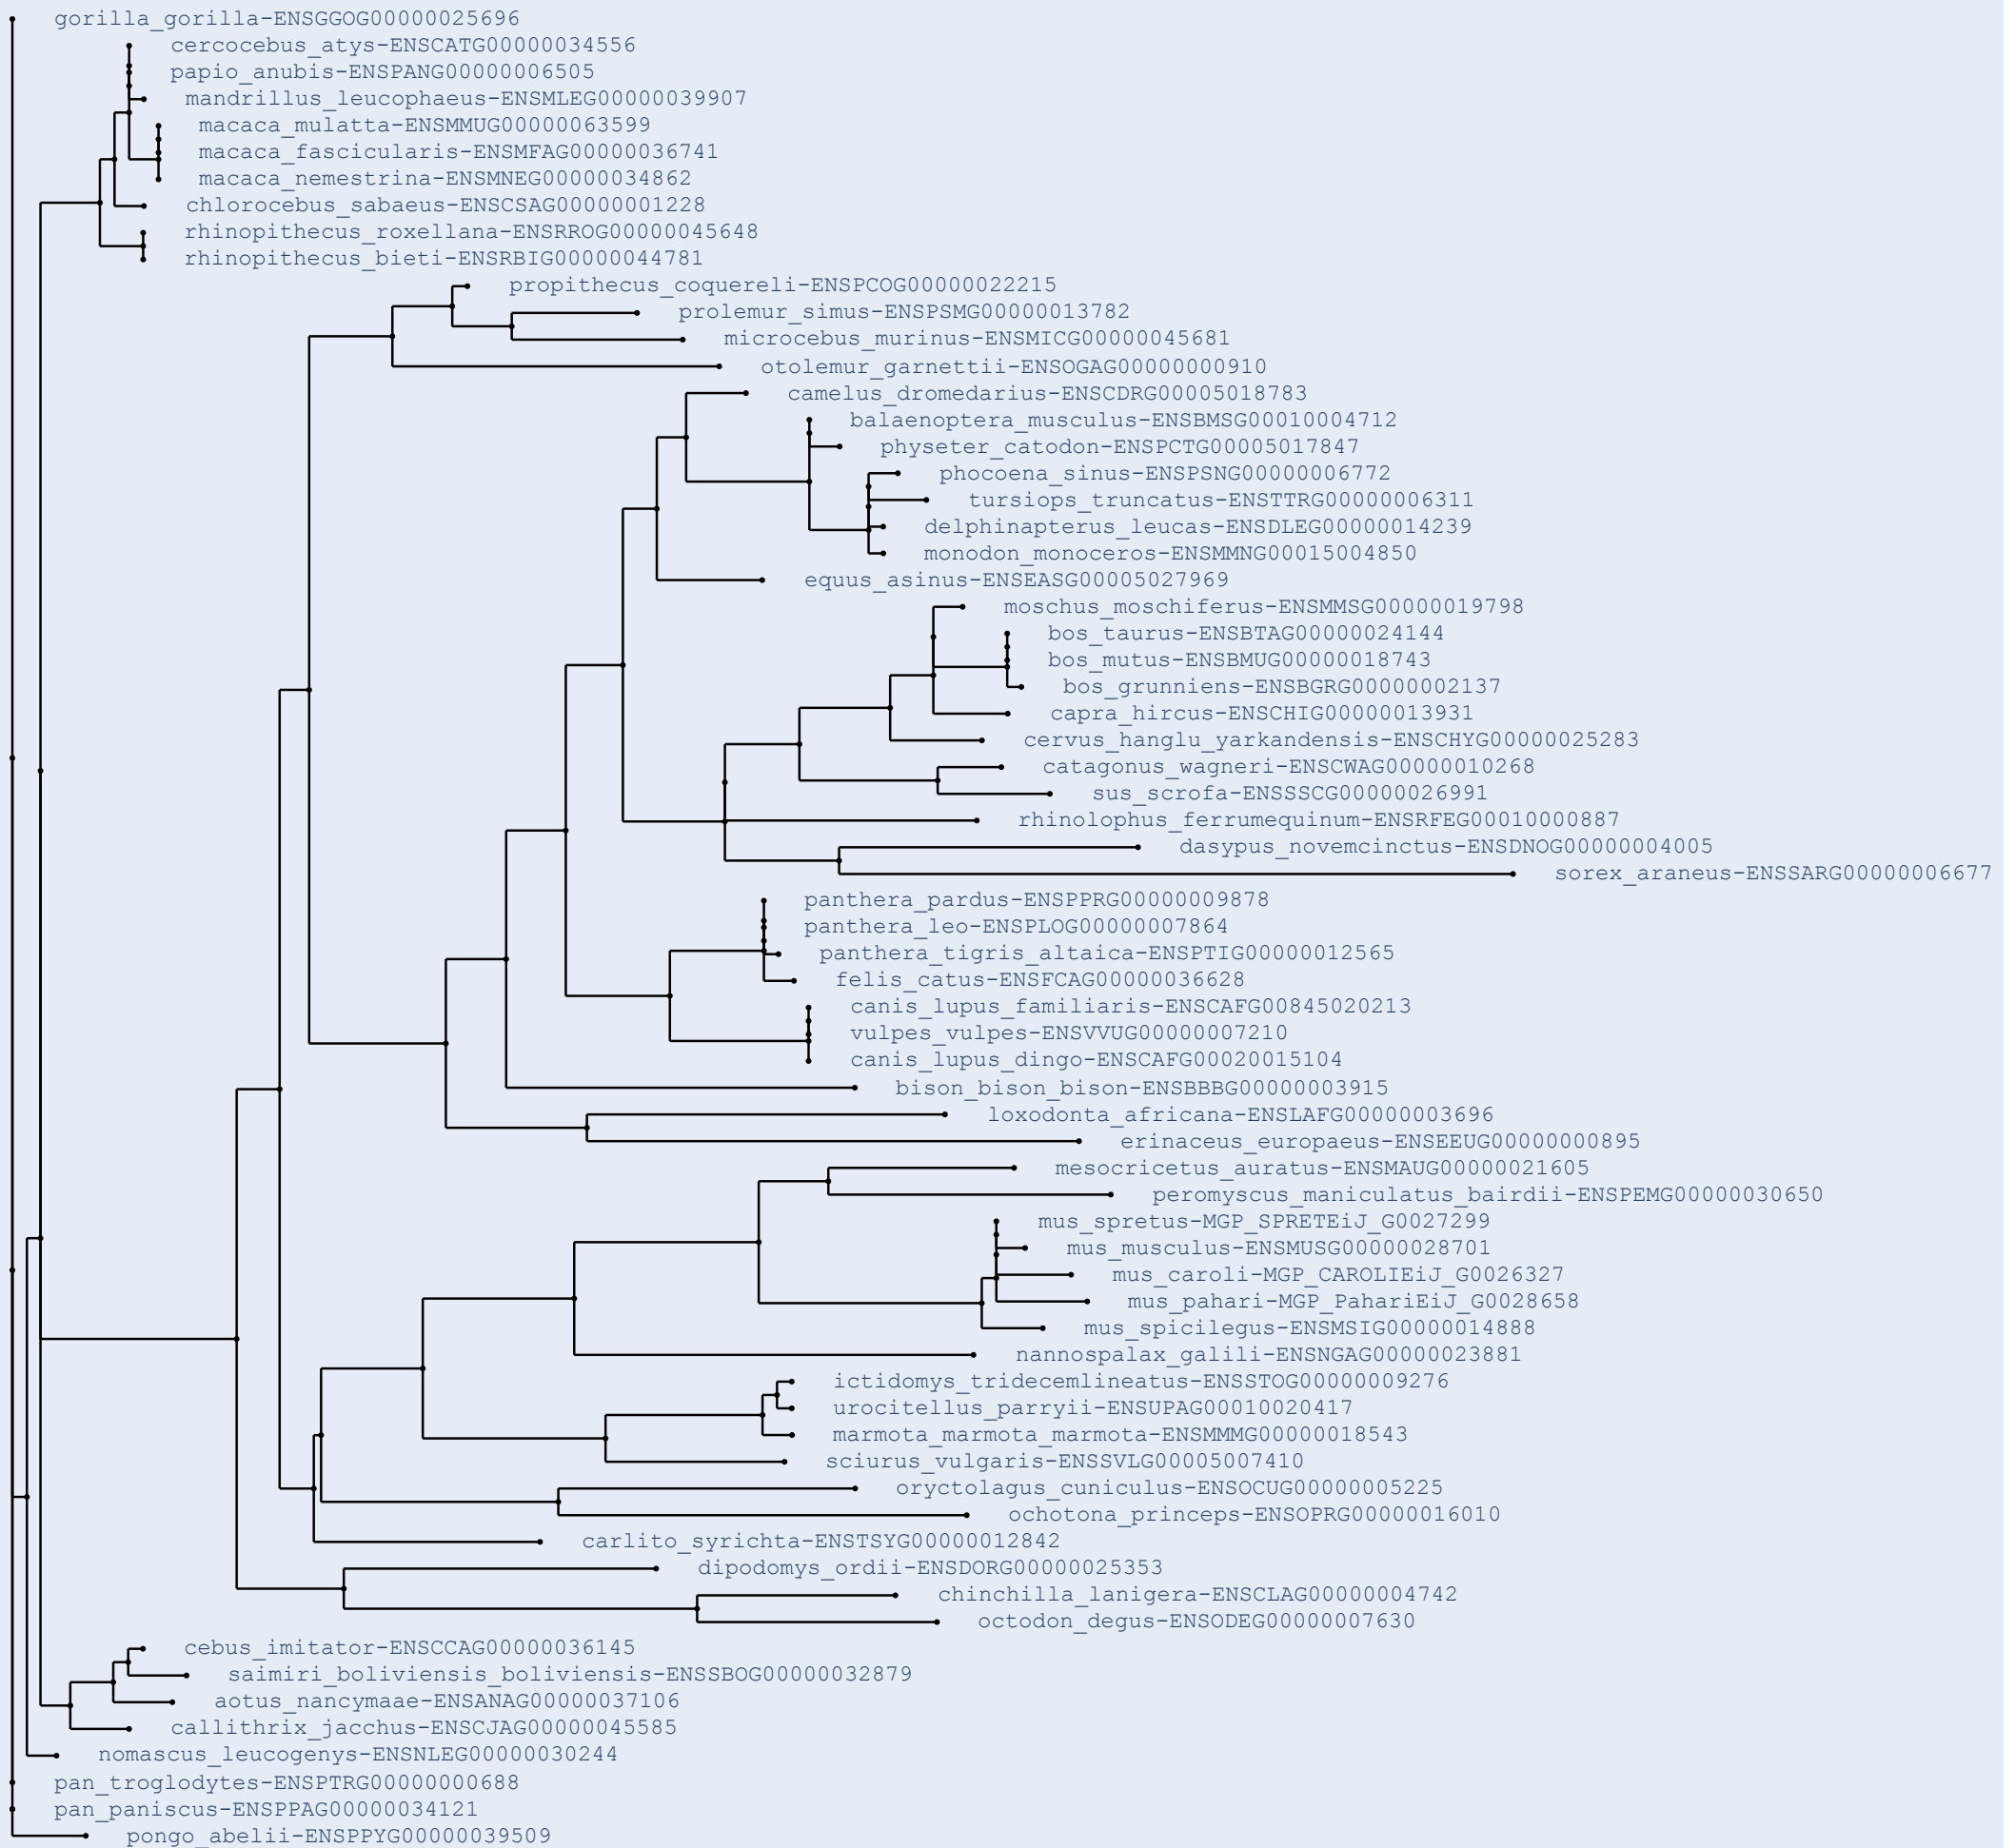 gorilla_gorilla-ENSGGOG00000025696
cercocebus_atys-ENSCATG00000034556
papio_anubis-ENSPANG00000006505
mandrillus_leucophaeus-ENSMLEG00000039907
macaca_mulatta-ENSMMUG00000063599
macaca_fascicularis-ENSMFAG00000036741
macaca_nemestrina-ENSMNEG00000034862
chlorocebus_sabaeus-ENSCSAG00000001228
rhinopithecus_roxellana-ENSRROG00000045648
rhinopithecus_bieti-ENSRBIG00000044781
propithecus_coquereli-ENSPCOG00000022215
prolemur_simus-ENSPSMG00000013782
microcebus_murinus-ENSMICG00000045681
otolemur_garnettii-ENSOGAG00000000910
camelus_dromedarius-ENSCDRG00005018783
balaenoptera_musculus-ENSBMSG00010004712
physeter_catodon-ENSPCTG00005017847
phocoena_sinus-ENSPSNG00000006772
tursiops_truncatus-ENSTTRG00000006311
delphinapterus_leucas-ENSDLEG00000014239
monodon_monoceros-ENSMMNG00015004850
equus_asinus-ENSEASG00005027969
moschus_moschiferus-ENSMMSG00000019798
bos_taurus-ENSBTAG00000024144
bos_mutus-ENSBMUG00000018743
bos_grunniens-ENSBGRG00000002137
capra_hircus-ENSCHIG00000013931
cervus_hanglu_yarkandensis-ENSCHYG00000025283
catagonus_wagneri-ENSCWAG00000010268
sus_scrofa-ENSSSCG00000026991
rhinolophus_ferrumequinum-ENSRFEG00010000887
dasypus_novemcinctus-ENSDNOG00000004005
sorex_araneus-ENSSARG00000006677
panthera_pardus-ENSPPRG00000009878
panthera_leo-ENSPLOG00000007864
panthera_tigris_altaica-ENSPTIG00000012565
felis_catus-ENSFCAG00000036628
canis_lupus_familiaris-ENSCAFG00845020213
vulpes_vulpes-ENSVVUG00000007210
canis_lupus_dingo-ENSCAFG00020015104
bison_bison_bison-ENSBBBG00000003915
loxodonta_africana-ENSLAFG00000003696
erinaceus_europaeus-ENSEEUG00000000895
mesocricetus_auratus-ENSMAUG00000021605
peromyscus_maniculatus_bairdii-ENSPEMG00000030650
mus_spretus-MGP_SPRETEiJ_G0027299
mus_musculus-ENSMUSG00000028701
mus_caroli-MGP_CAROLIEiJ_G0026327
mus_pahari-MGP_PahariEiJ_G0028658
mus_spicilegus-ENSMSIG00000014888
nannospalax_galili-ENSNGAG00000023881
ictidomys_tridecemlineatus-ENSSTOG00000009276
urocitellus_parryii-ENSUPAG00010020417
marmota_marmota_marmota-ENSMMMG00000018543
sciurus_vulgaris-ENSSVLG00005007410
oryctolagus_cuniculus-ENSOCUG00000005225
ochotona_princeps-ENSOPRG00000016010
carlito_syrichta-ENSTSYG00000012842
dipodomys_ordii-ENSDORG00000025353
chinchilla_lanigera-ENSCLAG00000004742
octodon_degus-ENSODEG00000007630
cebus_imitator-ENSCCAG00000036145
saimiri_boliviensis_boliviensis-ENSSBOG00000032879
aotus_nancymaae-ENSANAG00000037106
callithrix_jacchus-ENSCJAG00000045585
nomascus_leucogenys-ENSNLEG00000030244
pan_troglodytes-ENSPTRG00000000688
pan_paniscus-ENSPPAG00000034121
pongo_abelii-ENSPPYG00000039509